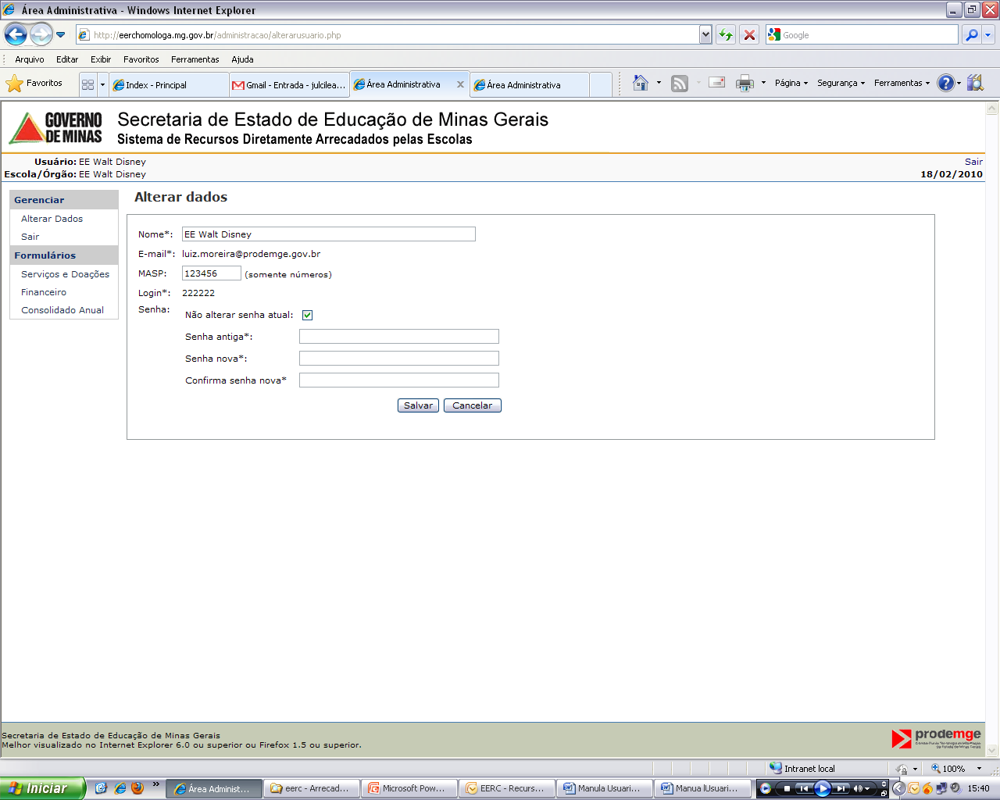 Área Administrativa - Windows Internet Explorer
http://eerchomologa.mg.gov.br/administracao/alterarusuario.php
Google
Arquivo Editar Exibir Favoritos Ferramentas Ajuda
Favoritos
Index - Principal
Gmail - Entrada - julcilea...
Área Administrativa
Área Administrativa
Página
Segurança
Ferramentas
GOVERNO
DE MINAS
Secretaria de Estado de Educação de Minas Gerais
Sistema de Recursos Diretamente Arrecadados pelas Escolas
Usuário: EE Walt Disney
Sair
Escola/Órgão: EE Walt Disney
18/02/2010
Gerenciar
Alterar Dados
Sair
Formulários
Serviços e Doações
Financeiro
Consolidado Anual
Alterar dados
Nome*: EE Walt Disney
E-mail*: luiz.moreira@prodemge.gov.br
MASP: 123456 (somente números)
Login*: 222222
Senha:
Não alterar senha atual:
Senha antiga*:
Senha nova*:
Confirma senha nova*
Salvar Cancelar
Secretaria de Estado de Educação de Minas Gerais
Melhor visualizado no Internet Explorer 6.0 ou superior ou Firefox 1.5 ou superior.
prodemge
Intranet local
100%
Iniciar
Área Administ...
eerc - Arrecad...
Microsoft Pow...
EERC - Recurs...
Manula Usuari...
Manua lUsuari...
15:40